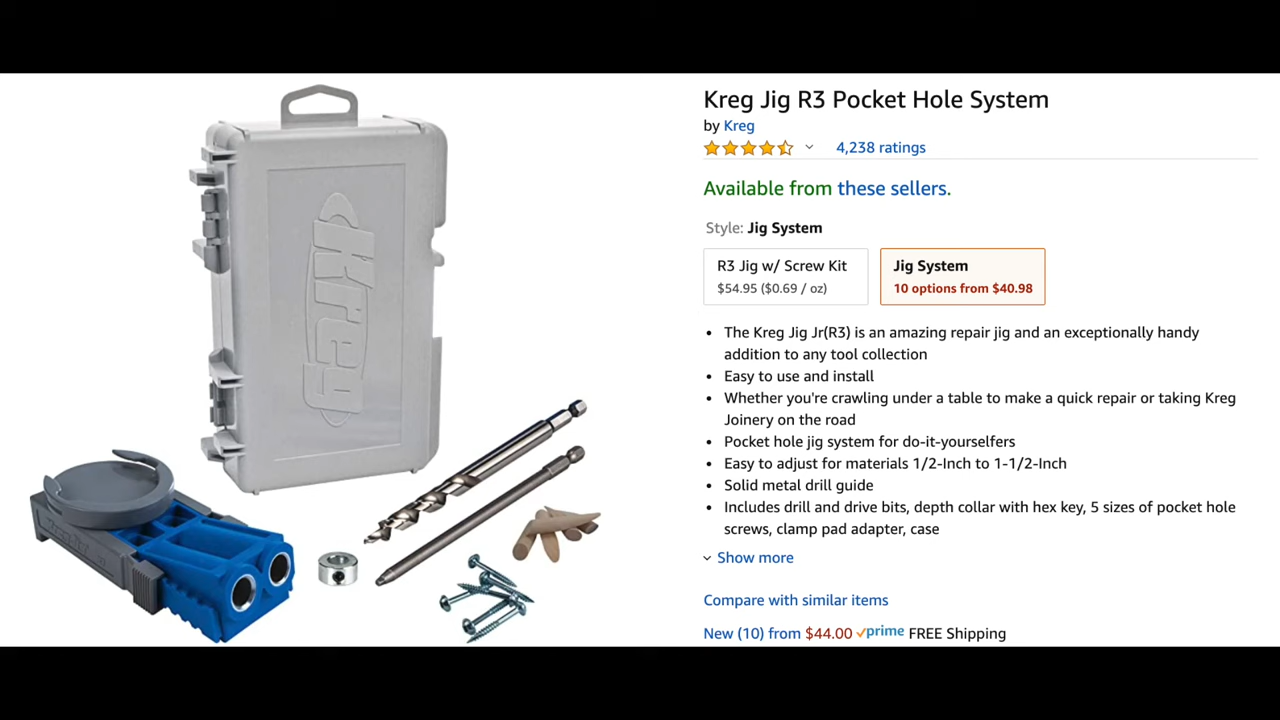 Kreg Jig R3 Pocket Hole System
by Kreg
4,238 ratings
Available from these sellers.
Style: Jig System
R3 Jig w/ Screw Kit
$54.95 ($0.69 / oz)
Jig System
10 options from $40.98
• The Kreg Jig Jr(R3) is an amazing repair jig and an exceptionally handy
addition to any tool collection
• Easy to use and install
• Whether you're crawling under a table to make a quick repair or taking Kreg
Joinery on the road
• Pocket hole jig system for do-it-yourselfers
• Easy to adjust for materials 1/2-Inch to 1-1/2-Inch
• Solid metal drill guide
• Includes drill and drive bits, depth collar with hex key, 5 sizes of pocket hole
screws, clamp pad adapter, case
Show more
Compare with similar items
New (10) from $44.00 prime FREE Shipping
Kreg